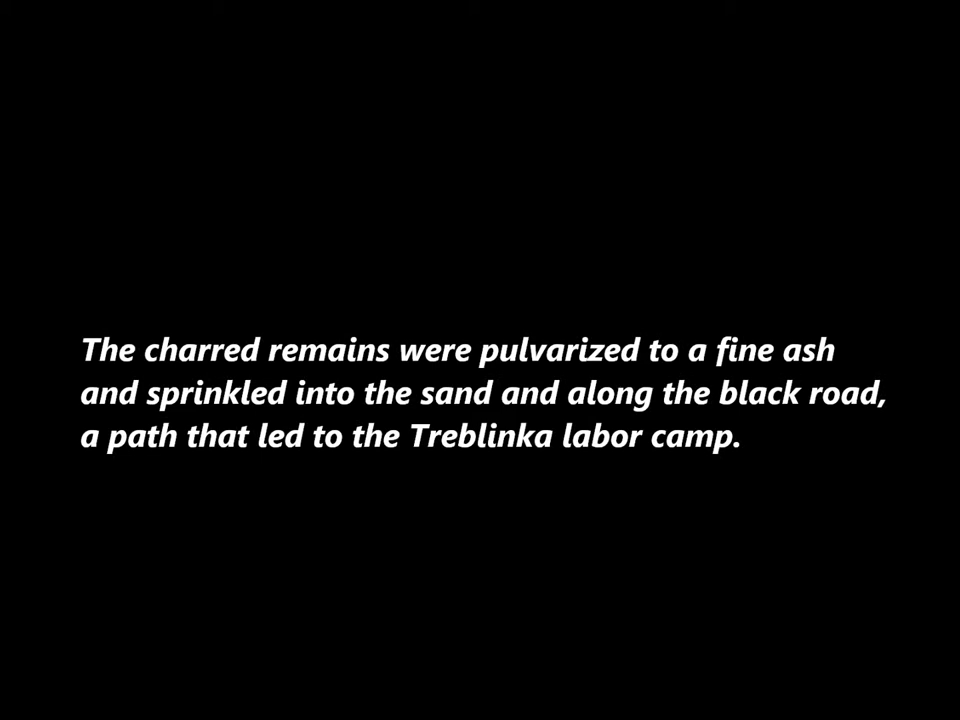 The charred remains were pulvarized to a fine ash
and sprinkled into the sand and along the black road,
a path that led to the Treblinka labor camp.